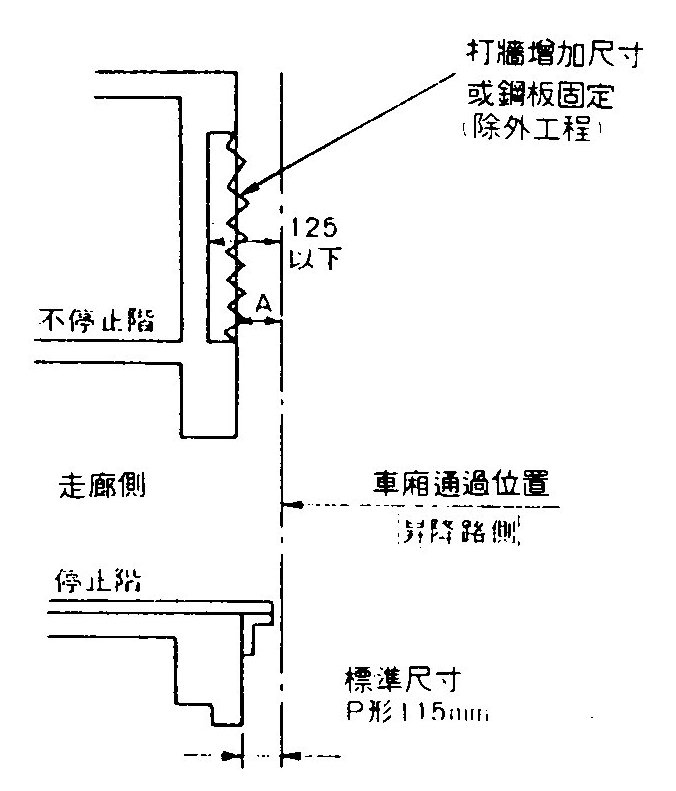 打牆增加尺寸
或鋼板固定
(除外工程)
125
以下
A
不停止階
走廊側
車廂通過位置
昇降路側
停止階
標準尺寸
P形115mm